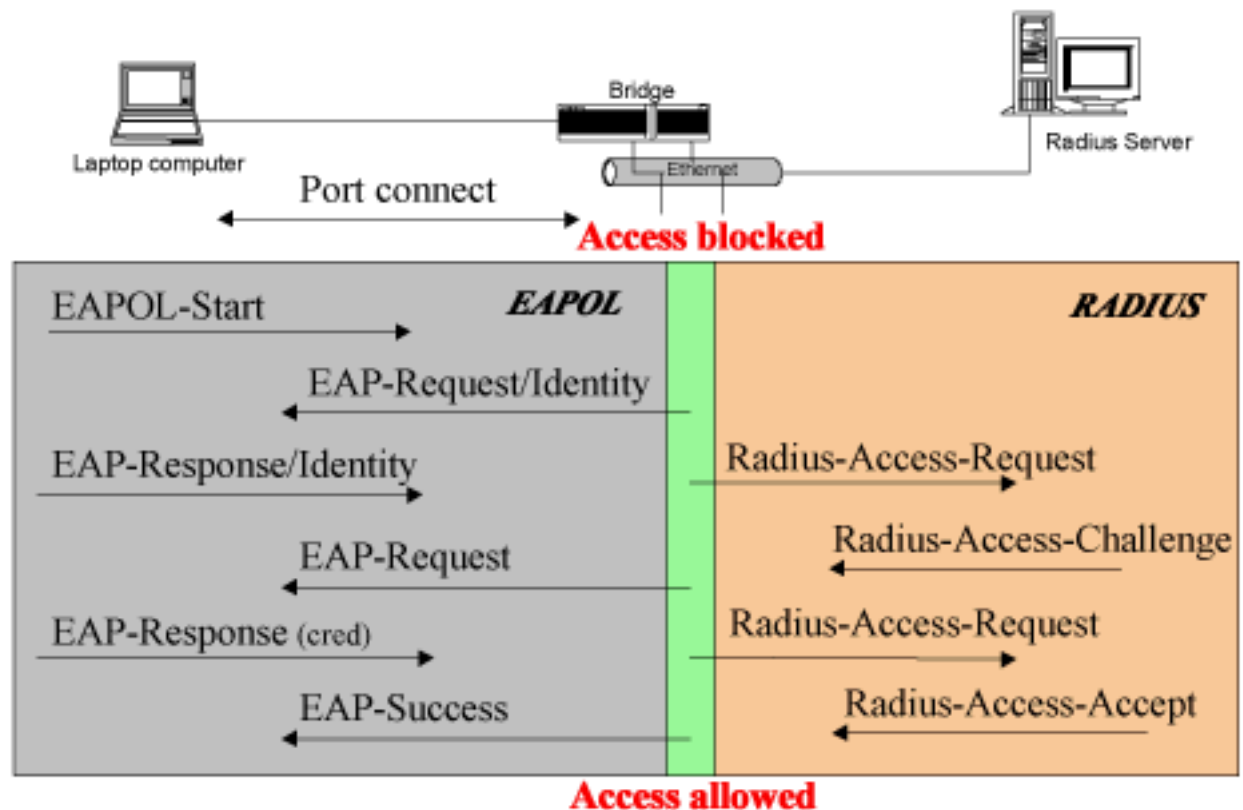 Bridge
Laptop computer
Radius Server
Ethernet
Port connect
Access blocked
EAPOL-Start
EAPOL
RADIUS
EAP-Request/Identity
EAP-Response/Identity
Radius-Access-Request
EAP-Request
Radius-Access-Challenge
EAP-Response (cred)
Radius-Access-Request
EAP-Success
Radius-Access-Accept
Access allowed